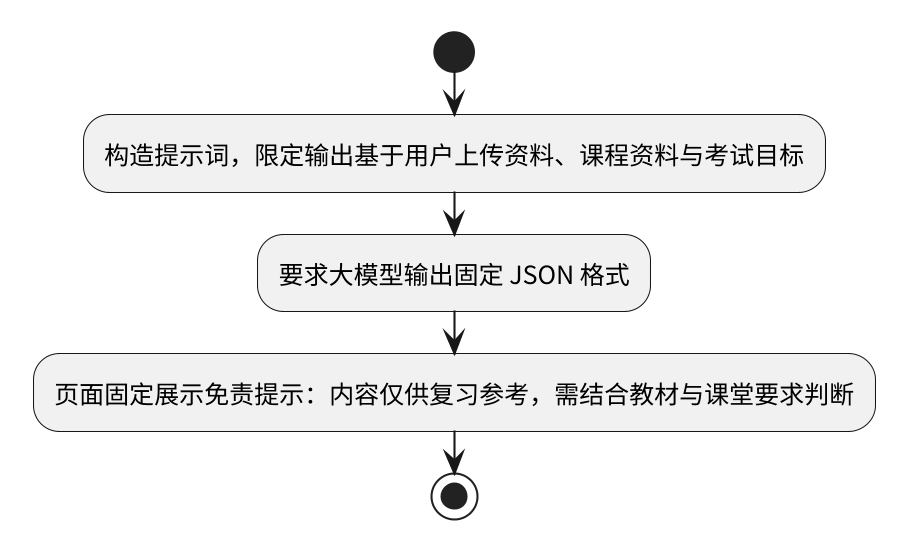 构造提示词，限定输出基于用户上传资料、课程资料与考试目标
要求大模型输出固定 JSON 格式
页面固定展示免责提示：内容仅供复习参考，需结合教材与课堂要求判断